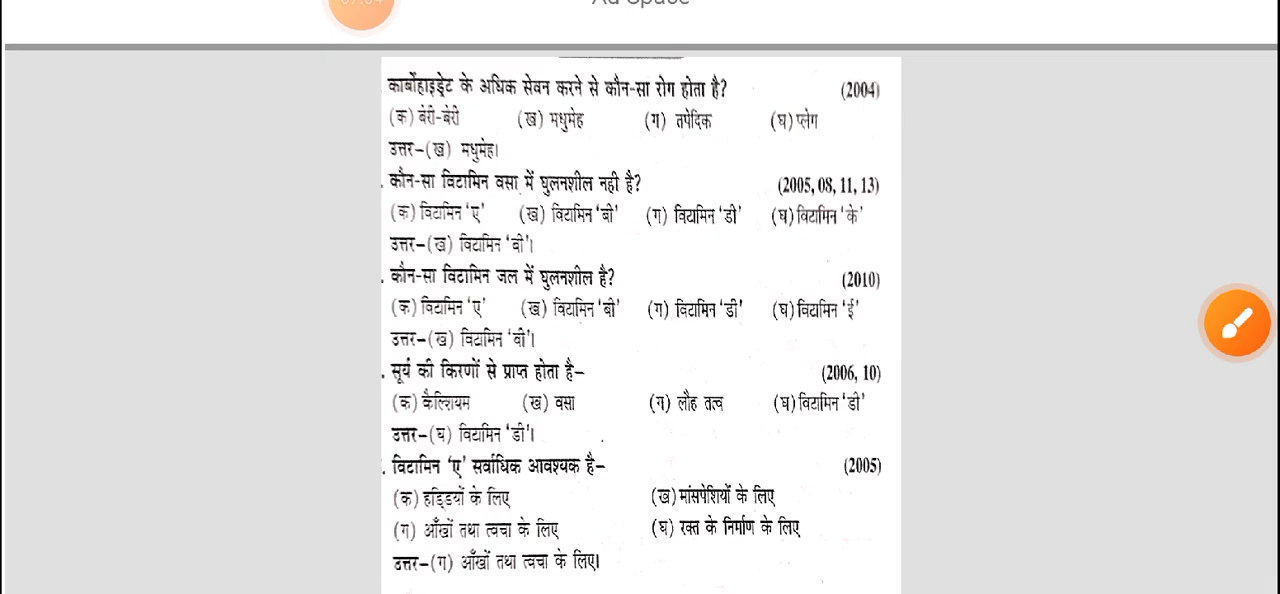 Ad Space
कार्बोहाइड्रेट के अधिक सेवन करने से कौन-सा रोग होता है? (2004)
(क) बेरी-बेरी (ख) मधुमेह (ग) तपेदिक (घ) प्लेग
उत्तर–(ख) मधुमेह।
. कौन-सा विटामिन वसा में घुलनशील नही है? (2005, 08, 11, 13)
(क) विटामिन ‘ए’ (ख) विटामिन ‘बी’ (ग) विटामिन ‘डी’ (घ) विटामिन ‘के’
उत्तर–(ख) विटामिन ‘बी’।
. कौन-सा विटामिन जल में घुलनशील है? (2010)
(क) विटामिन ‘ए’ (ख) विटामिन ‘बी’ (ग) विटामिन ‘डी’ (घ) विटामिन ‘ई’
उत्तर–(ख) विटामिन ‘बी’।
. सूर्य की किरणों से प्राप्त होता है– (2006, 10)
(क) कैल्शियम (ख) वसा (ग) लौह तत्व (घ) विटामिन ‘डी’
उत्तर–(घ) विटामिन ‘डी’।
. विटामिन ‘ए’ सर्वाधिक आवश्यक है– (2005)
(क) हड्डियों के लिए (ख) मांसपेशियों के लिए
(ग) आँखों तथा त्वचा के लिए (घ) रक्त के निर्माण के लिए
उत्तर–(ग) आँखों तथा त्वचा के लिए।